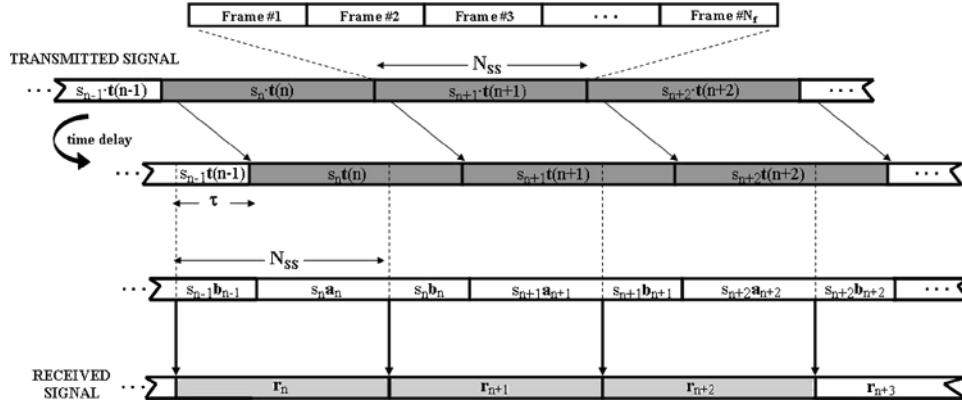 Frame #1 Frame #2 Frame #3 ··· Frame #N_f
TRANSMITTED SIGNAL
N_SS
··· s_{n-1}·t(n-1) s_n·t(n) s_{n+1}·t(n+1) s_{n+2}·t(n+2) ···
time delay
··· s_{n-1}t(n-1) s_nt(n) s_{n+1}t(n+1) s_{n+2}t(n+2) ···
τ
N_SS
··· s_{n-1}b_{n-1} s_na_n s_nb_n s_{n+1}a_{n+1} s_{n+1}b_{n+1} s_{n+2}a_{n+2} s_{n+2}b_{n+2} ···
RECEIVED SIGNAL
··· r_n r_{n+1} r_{n+2} r_{n+3}